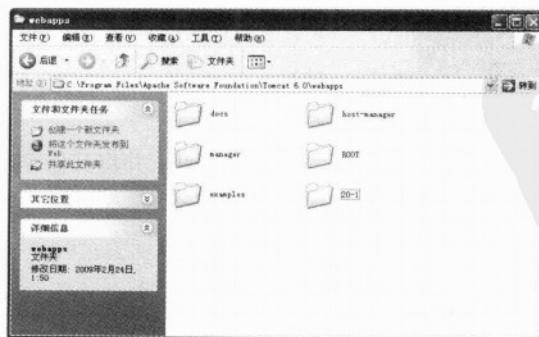 webapps
文件(F) 编辑(E) 查看(V) 收藏(A) 工具(T) 帮助(H)
后退 搜索 文件夹
地址(D) C:\Program Files\Apache Software Foundation\Tomcat 6.0\webapps 转到
文件和文件夹任务
创建一个新文件夹
将这个文件夹发布到
Web
共享此文件夹
其它位置
详细信息
webapps
文件夹
修改日期: 2009年2月24日,
1:50
docs host-manager
manager ROOT
examples 20-1